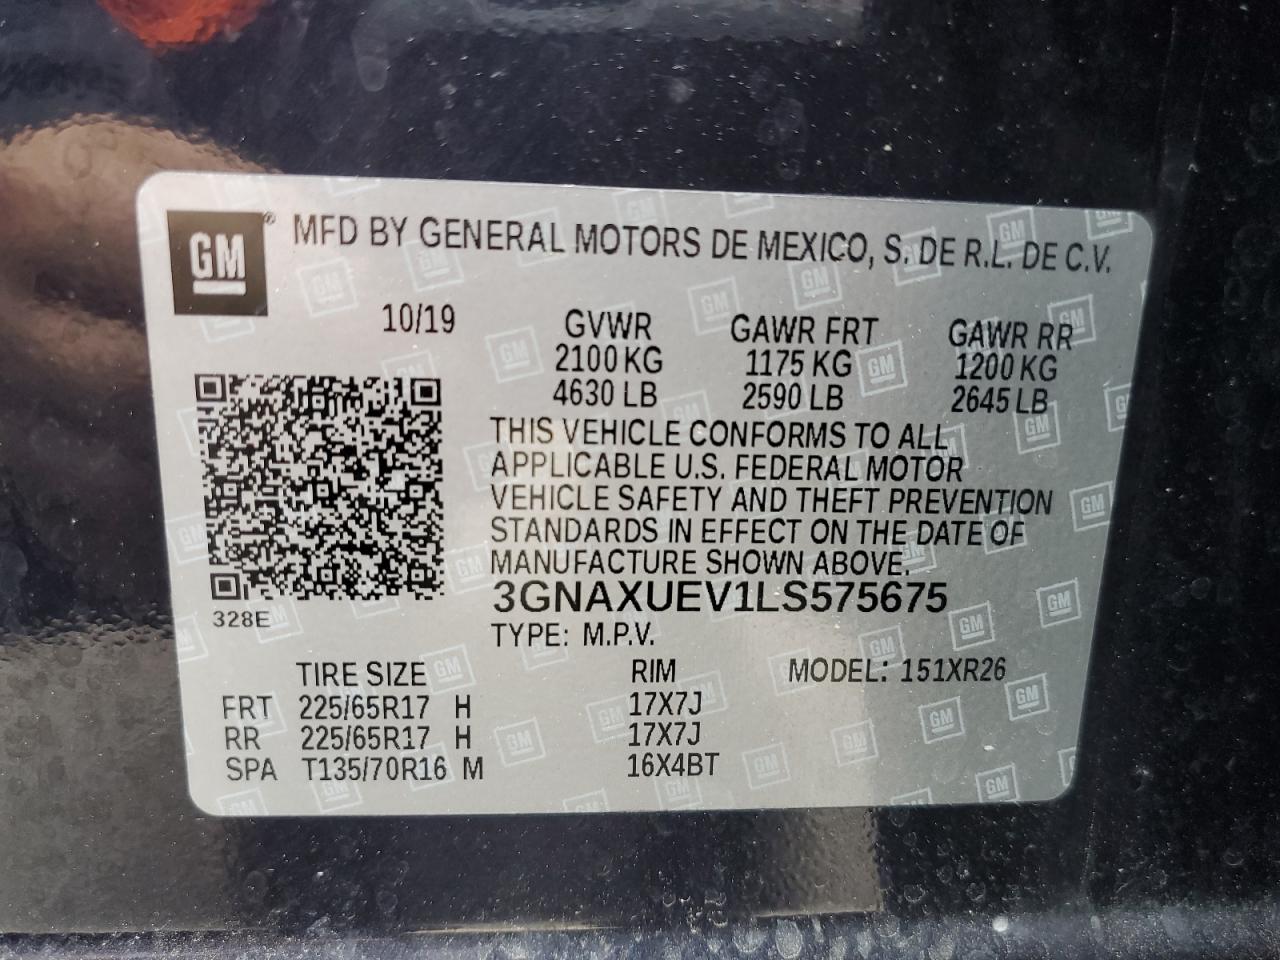 GM ® MFD BY GENERAL MOTORS DE MEXICO, S. DE R.L. DE C.V.
10/19 GVWR GAWR FRT GAWR RR
2100 KG 1175 KG 1200 KG
4630 LB 2590 LB 2645 LB
THIS VEHICLE CONFORMS TO ALL
APPLICABLE U.S. FEDERAL MOTOR
VEHICLE SAFETY AND THEFT PREVENTION
STANDARDS IN EFFECT ON THE DATE OF
MANUFACTURE SHOWN ABOVE.
3GNAXUEV1LS575675
328E
TYPE: M.P.V.
TIRE SIZE RIM MODEL: 151XR26
FRT 225/65R17 H 17X7J
RR 225/65R17 H 17X7J
SPA T135/70R16 M 16X4BT